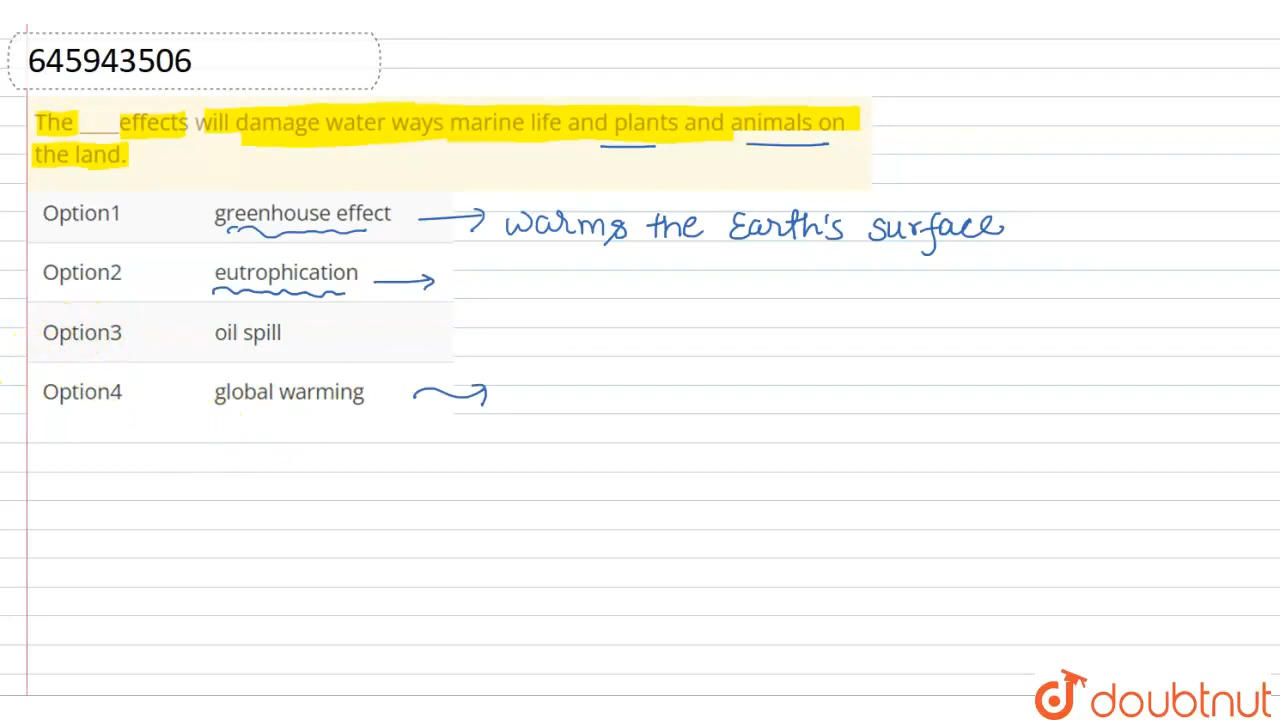 645943506
The ____effects will damage water ways marine life and plants and animals on
the land.
Option1 greenhouse effect → warms the Earth's surface
Option2 eutrophication →
Option3 oil spill
Option4 global warming
doubtnut